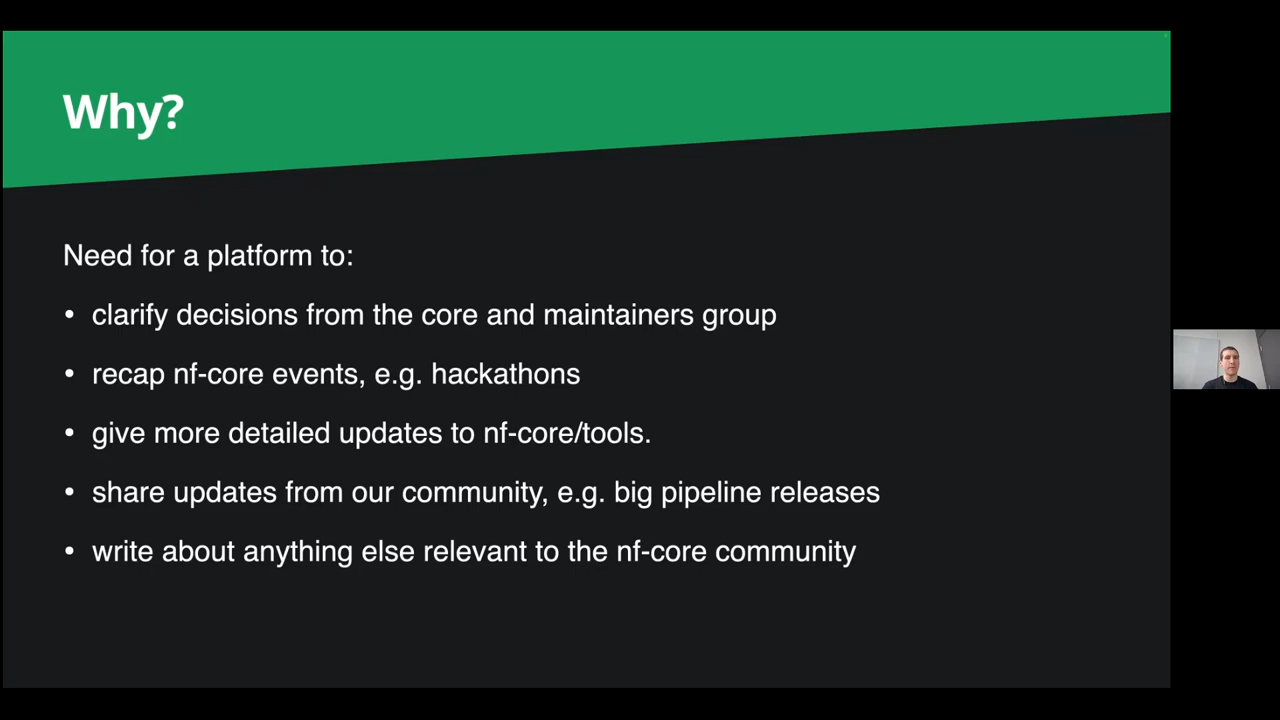 Why?
Need for a platform to:
• clarify decisions from the core and maintainers group
• recap nf-core events, e.g. hackathons
• give more detailed updates to nf-core/tools.
• share updates from our community, e.g. big pipeline releases
• write about anything else relevant to the nf-core community